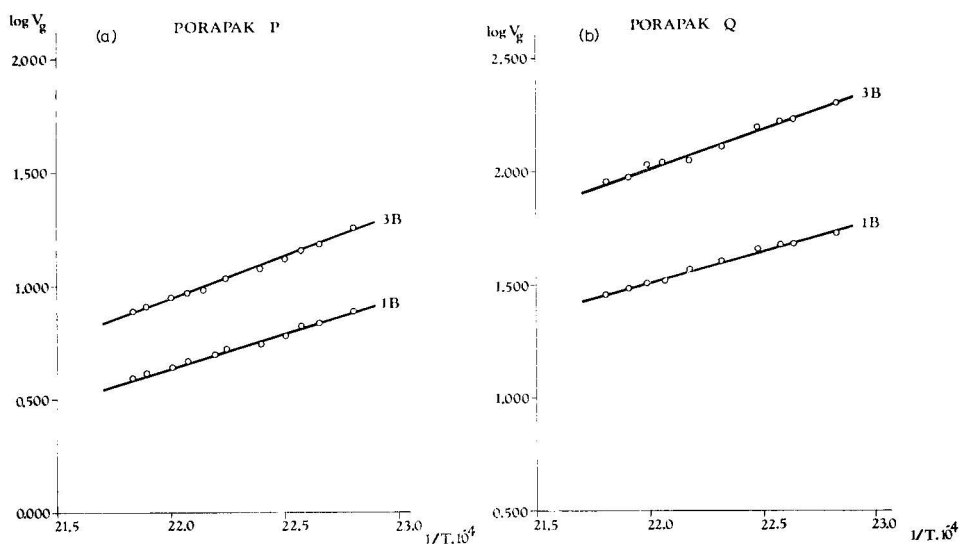 log Vg
(a) PORAPAK P
2,000
1,500
1,000
0,500
0,000
3B
1B
21.5 22.0 22.5 23.0
1/T.10⁻⁴
log Vg
(b) PORAPAK Q
2,500
2,000
1,500
1,000
0,500
3B
1B
21.5 22.0 22.5 23.0
1/T.10⁻⁴